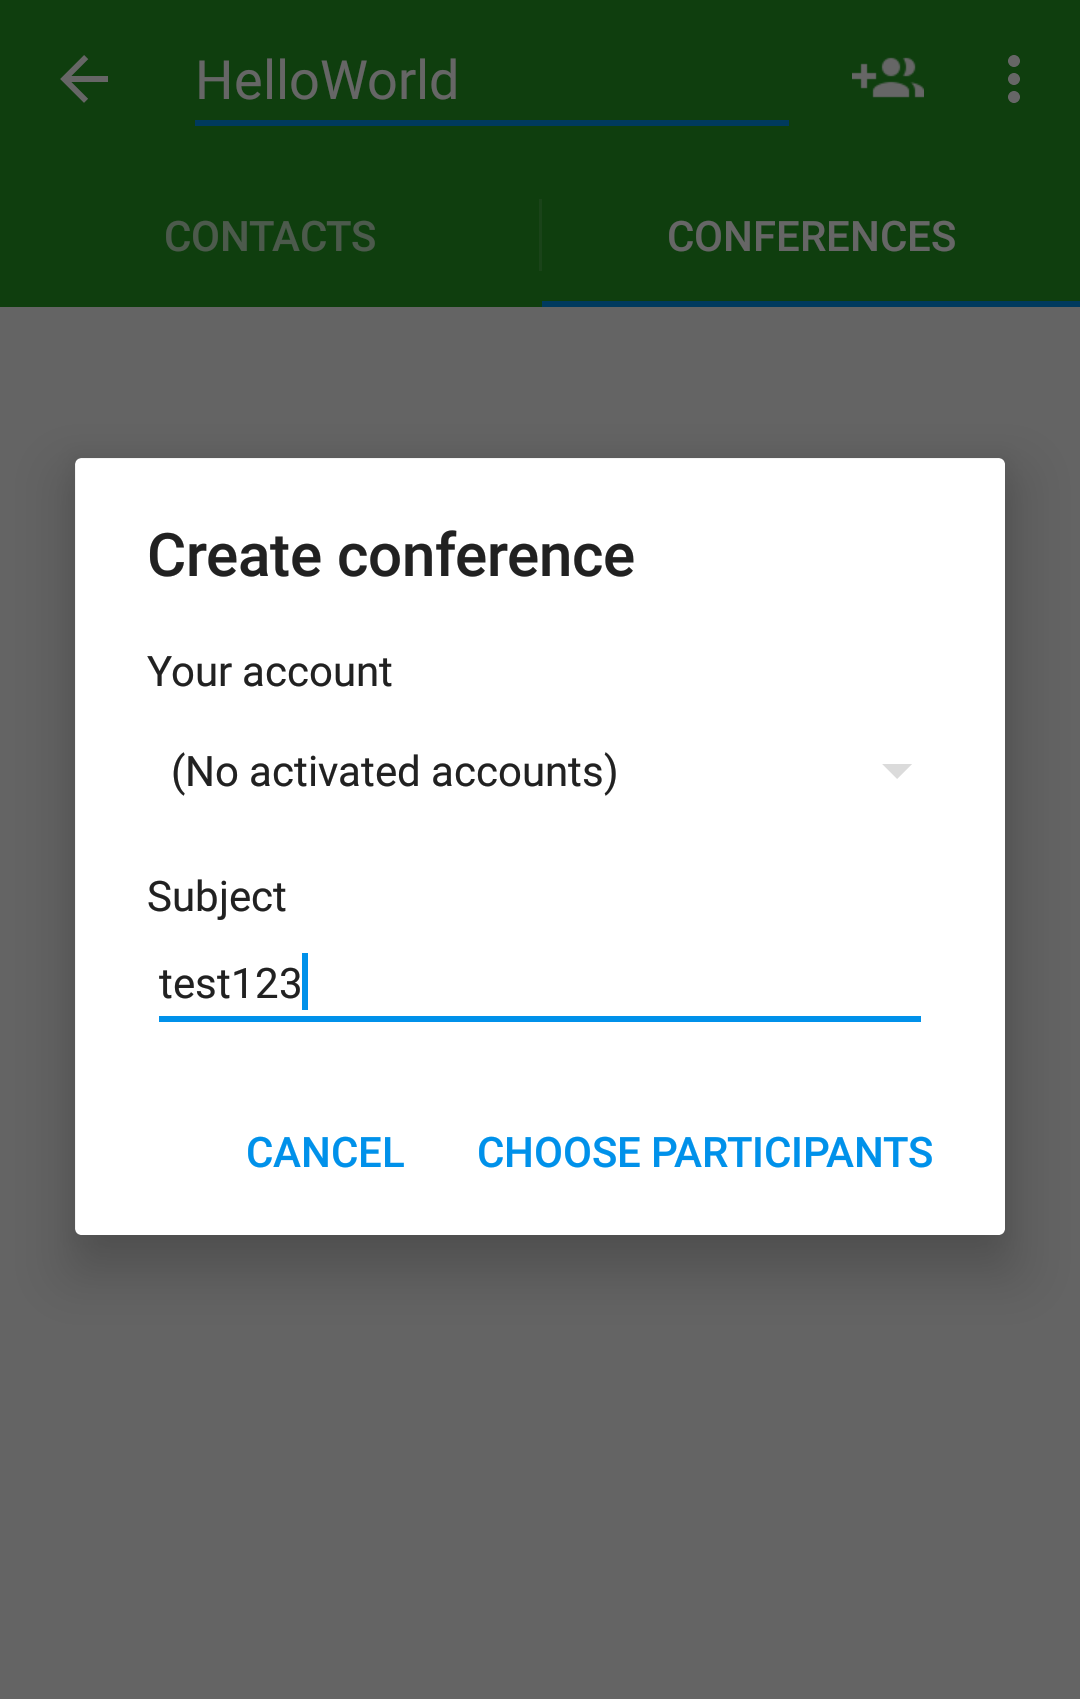 HelloWorld
CONTACTS
CONFERENCES
Create conference
Your account
(No activated accounts)
Subject
test123
CANCEL
CHOOSE PARTICIPANTS